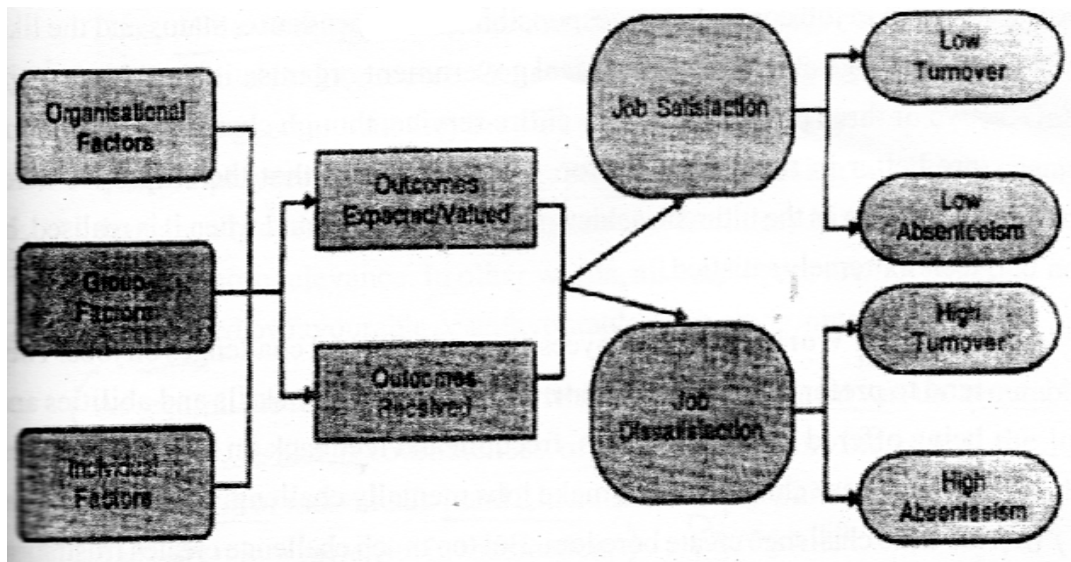 Organisational
Factors
Group
Factors
Individual
Factors
Outcomes
Expected/Valued
Outcomes
Received
Job Satisfaction
Job
Dissatisfaction
Low
Turnover
Low
Absenteeism
High
Turnover
High
Absenteeism